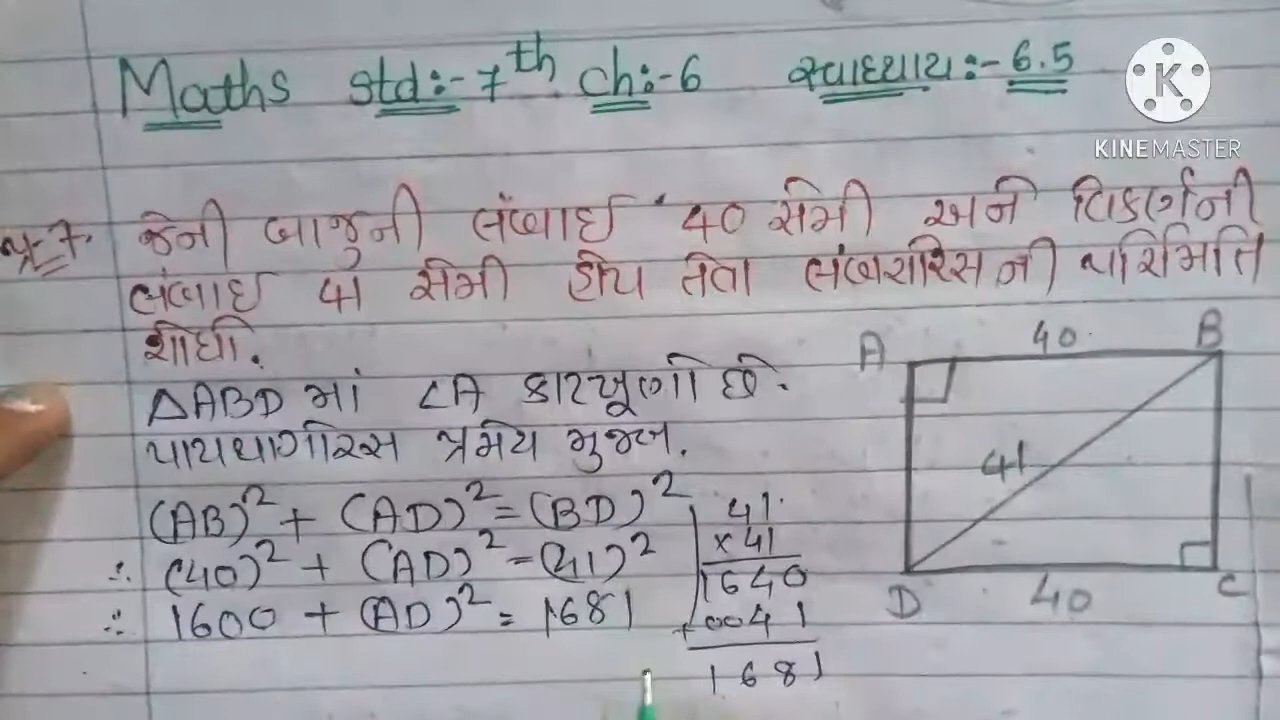 Maths std:- 7th ch:-6 સ્વાધ્યાય:- 6.5
KINEMASTER
પ્ર-7. જેની બાજુની લંબાઈ 40 સેમી અને વિકર્ણની
લંબાઈ 41 સેમી હોય તેવા લંબચોરસની પરિમિતિ
શોધો.
△ABD માં ∠A કાટખૂણો છે.
પાયથાગોરસ પ્રમેય મુજબ.
(AB)² + (AD)² = (BD)²
∴ (40)² + (AD)² = (41)²
∴ 1600 + (AD)² = 1681
41
x 41
1640
+ 0041
1681
A 40 B
41
D 40 C